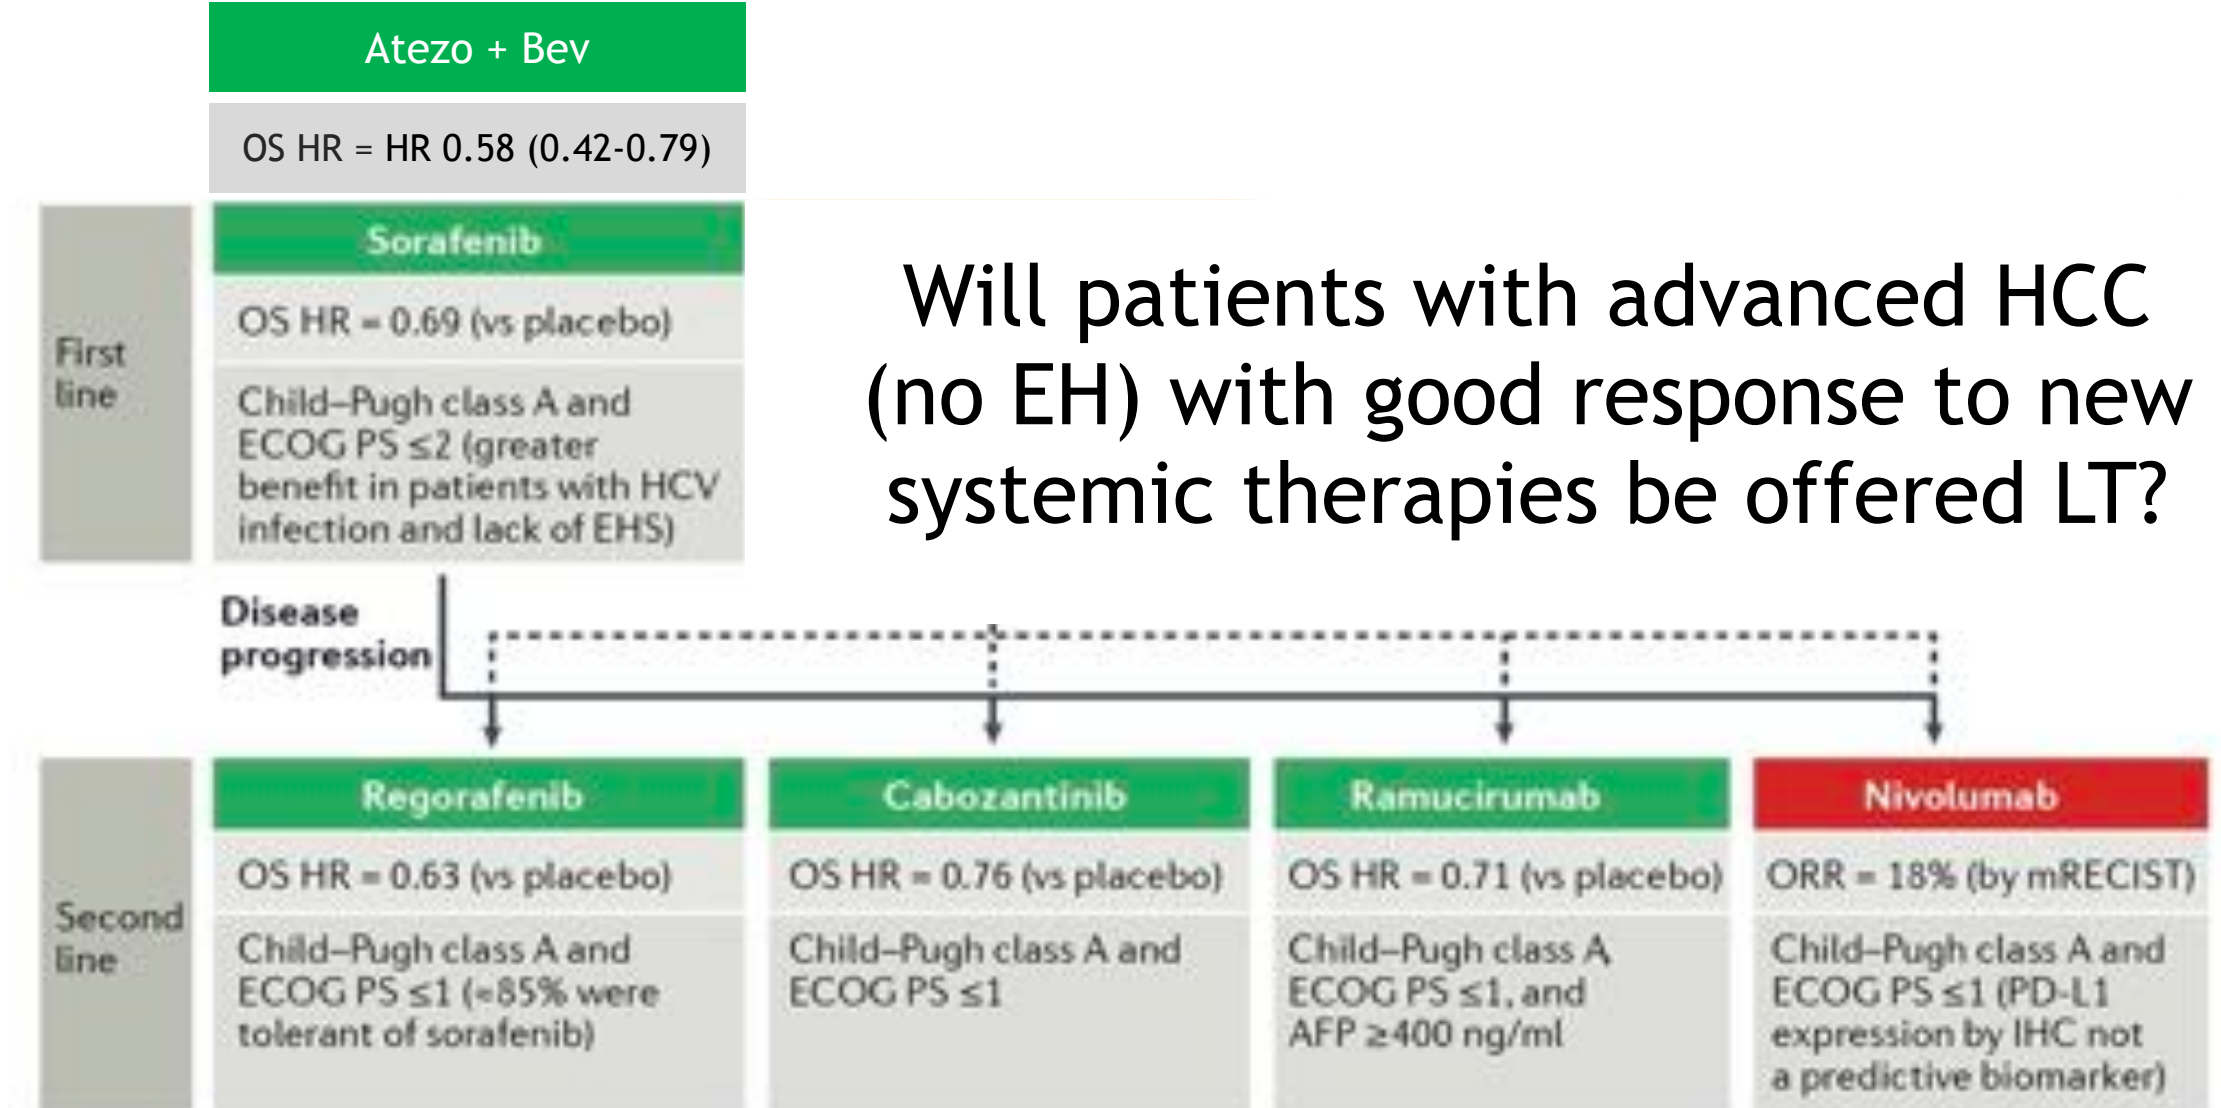 Atezo + Bev
OS HR = HR 0.58 (0.42-0.79)
First
line
Sorafenib
OS HR = 0.69 (vs placebo)
Child–Pugh class A and
ECOG PS ≤2 (greater
benefit in patients with HCV
infection and lack of EHS)
Will patients with advanced HCC
(no EH) with good response to new
systemic therapies be offered LT?
Disease
progression
Second
line
Regorafenib
OS HR = 0.63 (vs placebo)
Child–Pugh class A and
ECOG PS ≤1 (≈85% were
tolerant of sorafenib)
Cabozantinib
OS HR = 0.76 (vs placebo)
Child–Pugh class A and
ECOG PS ≤1
Ramucirumab
OS HR = 0.71 (vs placebo)
Child–Pugh class A,
ECOG PS ≤1, and
AFP ≥400 ng/ml
Nivolumab
ORR = 18% (by mRECIST)
Child–Pugh class A and
ECOG PS ≤1 (PD-L1
expression by IHC not
a predictive biomarker)